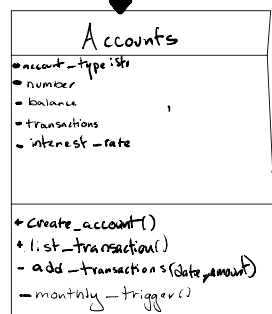 Accounts
- account_type: str
- number
- balance
- transactions
- interest_rate
+ create_account()
+ list_transaction()
- add_transactions(date, amount)
- monthly_trigger()